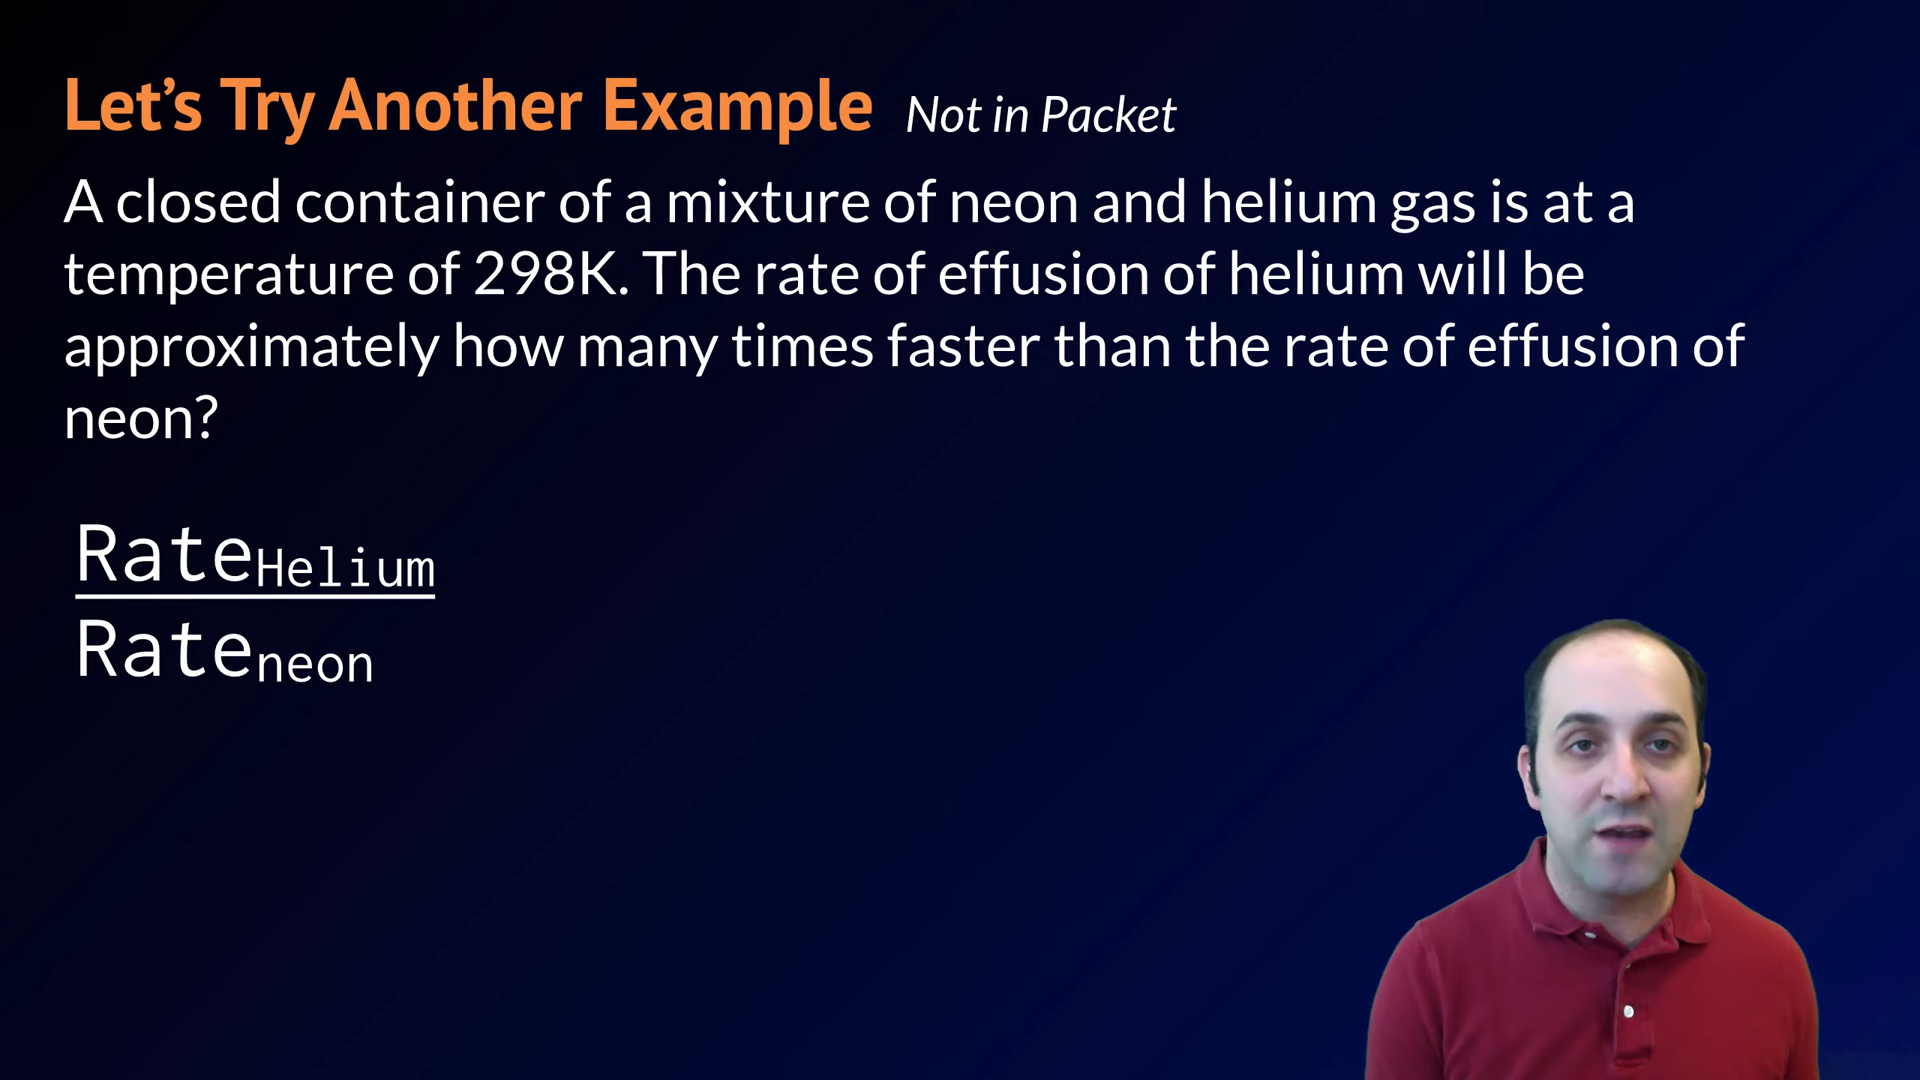 Let’s Try Another Example Not in Packet
A closed container of a mixture of neon and helium gas is at a
temperature of 298K. The rate of effusion of helium will be
approximately how many times faster than the rate of effusion of
neon?
RateHelium
Rateneon